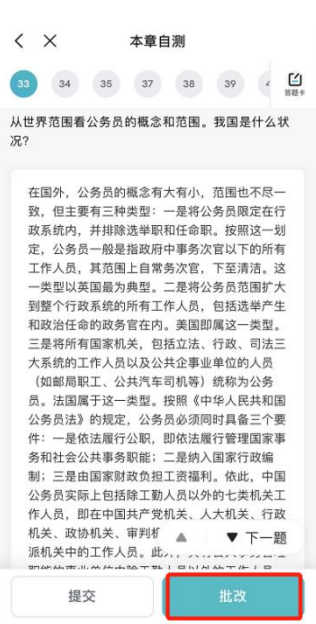 本章自测
33 34 35 37 38 39
答题卡
从世界范围看公务员的概念和范围。我国是什么状
况?
在国外，公务员的概念有大有小，范围也不尽一
致，但主要有三种类型：一是将公务员限定在行
政系统内，并排除选举职和任命职。按照这一划
定，公务员一般是指政府中事务次官以下的所有
工作人员，其范围上自常务次官，下至清洁。这
一类型以英国最为典型。二是将公务员范围扩大
到整个行政系统的所有工作人员，包括选举产生
和政治任命的政务官在内。美国即属这一类型。
三是将所有国家机关，包括立法、行政、司法三
大系统的工作人员以及公共企事业单位的人员
（如邮局职工、公共汽车司机等）统称为公务
员。法国属于这一类型。按照《中华人民共和国
公务员法》的规定，公务员必须同时具备三个要
件：一是依法履行公职，即依法履行管理国家事
务和社会公共事务职能；二是纳入国家行政编
制；三是由国家财政负担工资福利。依此，中国
公务员实际上包括除工勤人员以外的七类机关工
作人员，即在中国共产党机关、人大机关、行政
机关、政协机关、审判机
派机关中的工作人员。此外，
▲ ▼ 下一题
提交
批改